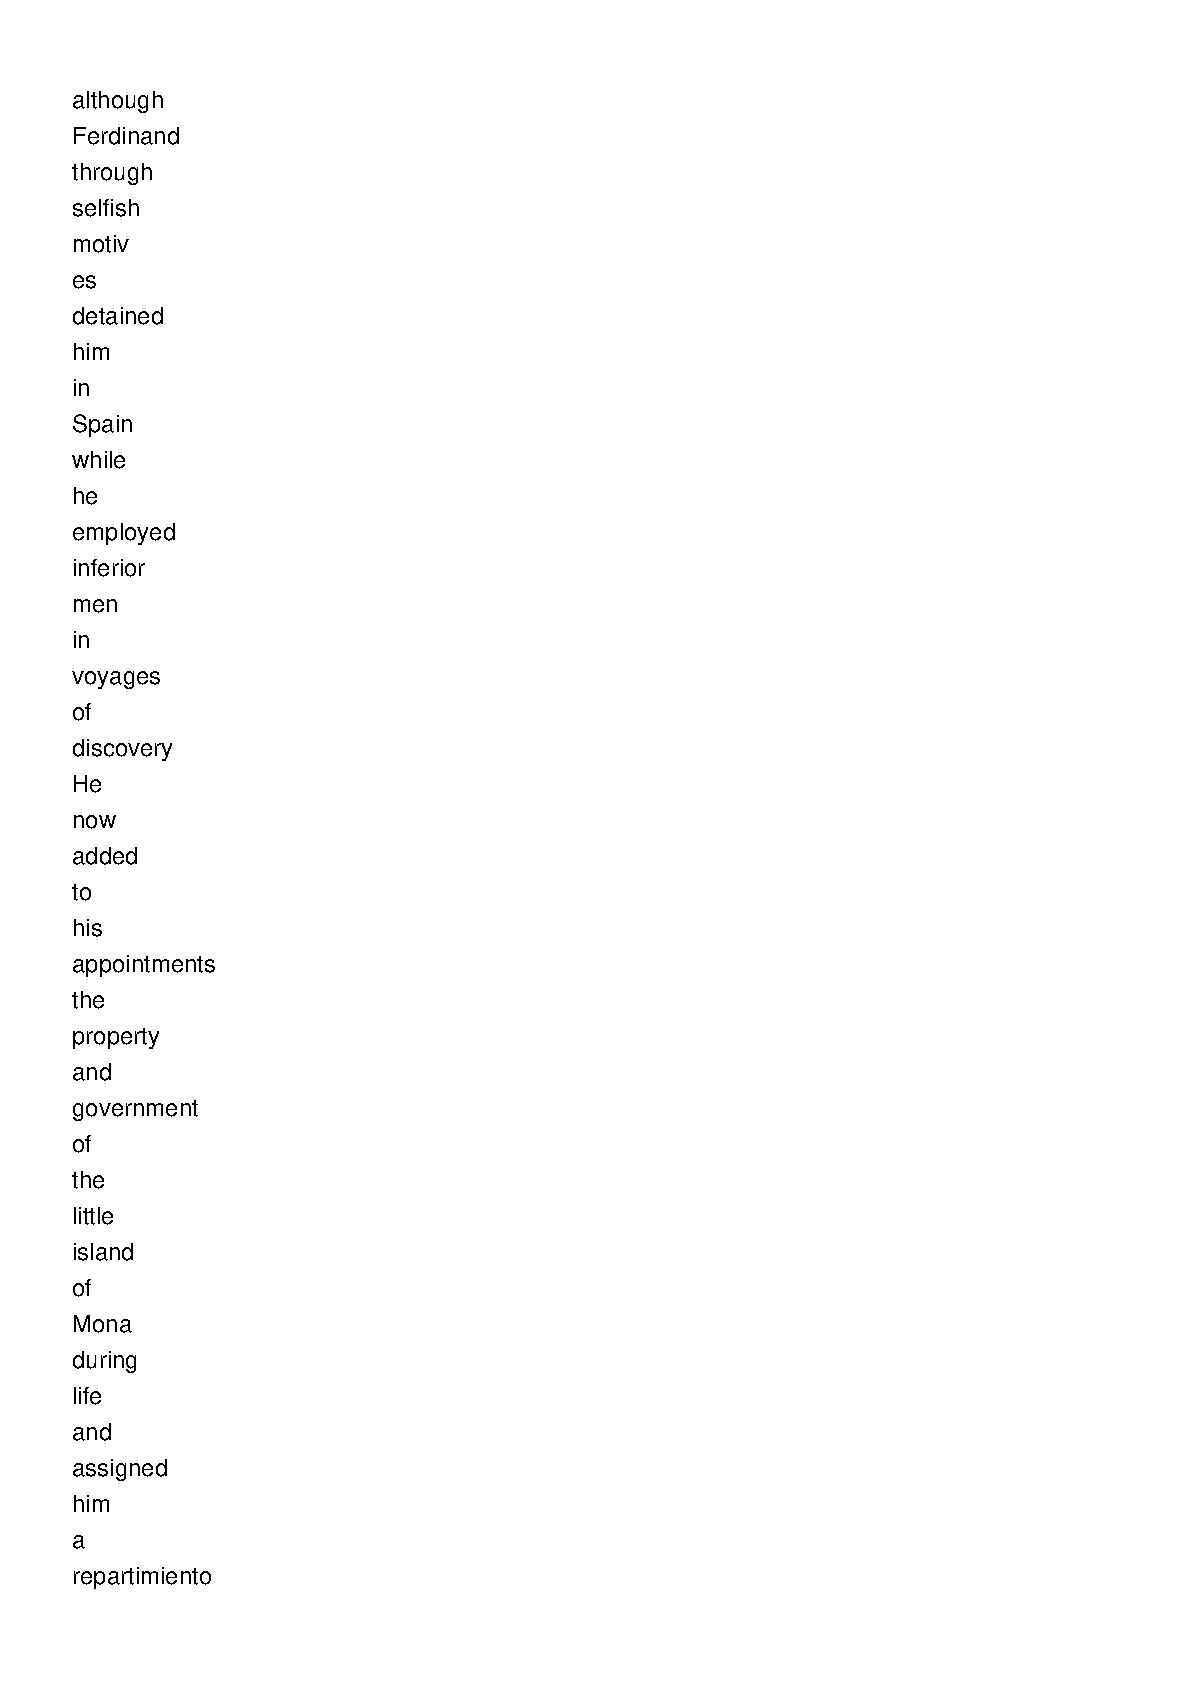 although
Ferdinand
through
selfish
motiv
es
detained
him
in
Spain
while
he
employed
inferior
men
in
voyages
of
discovery
He
now
added
to
his
appointments
the
property
and
government
of
the
little
island
of
Mona
during
life
and
assigned
him
a
repartimiento